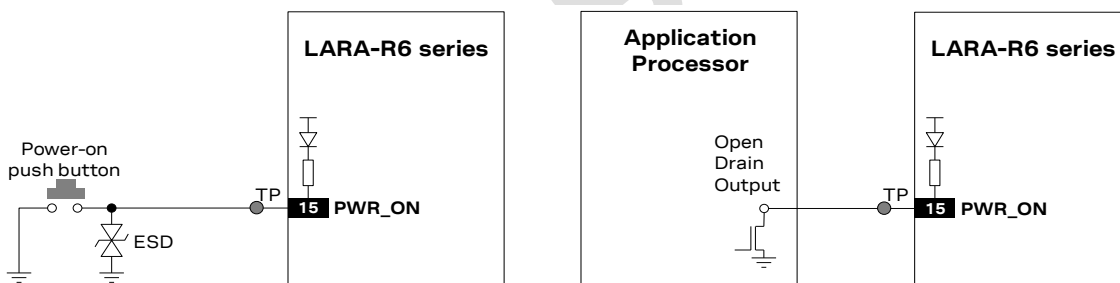 LARA-R6 series
Power-on
push button
TP
15 PWR_ON
ESD
Application
Processor
LARA-R6 series
Open
Drain
Output
TP
15 PWR_ON